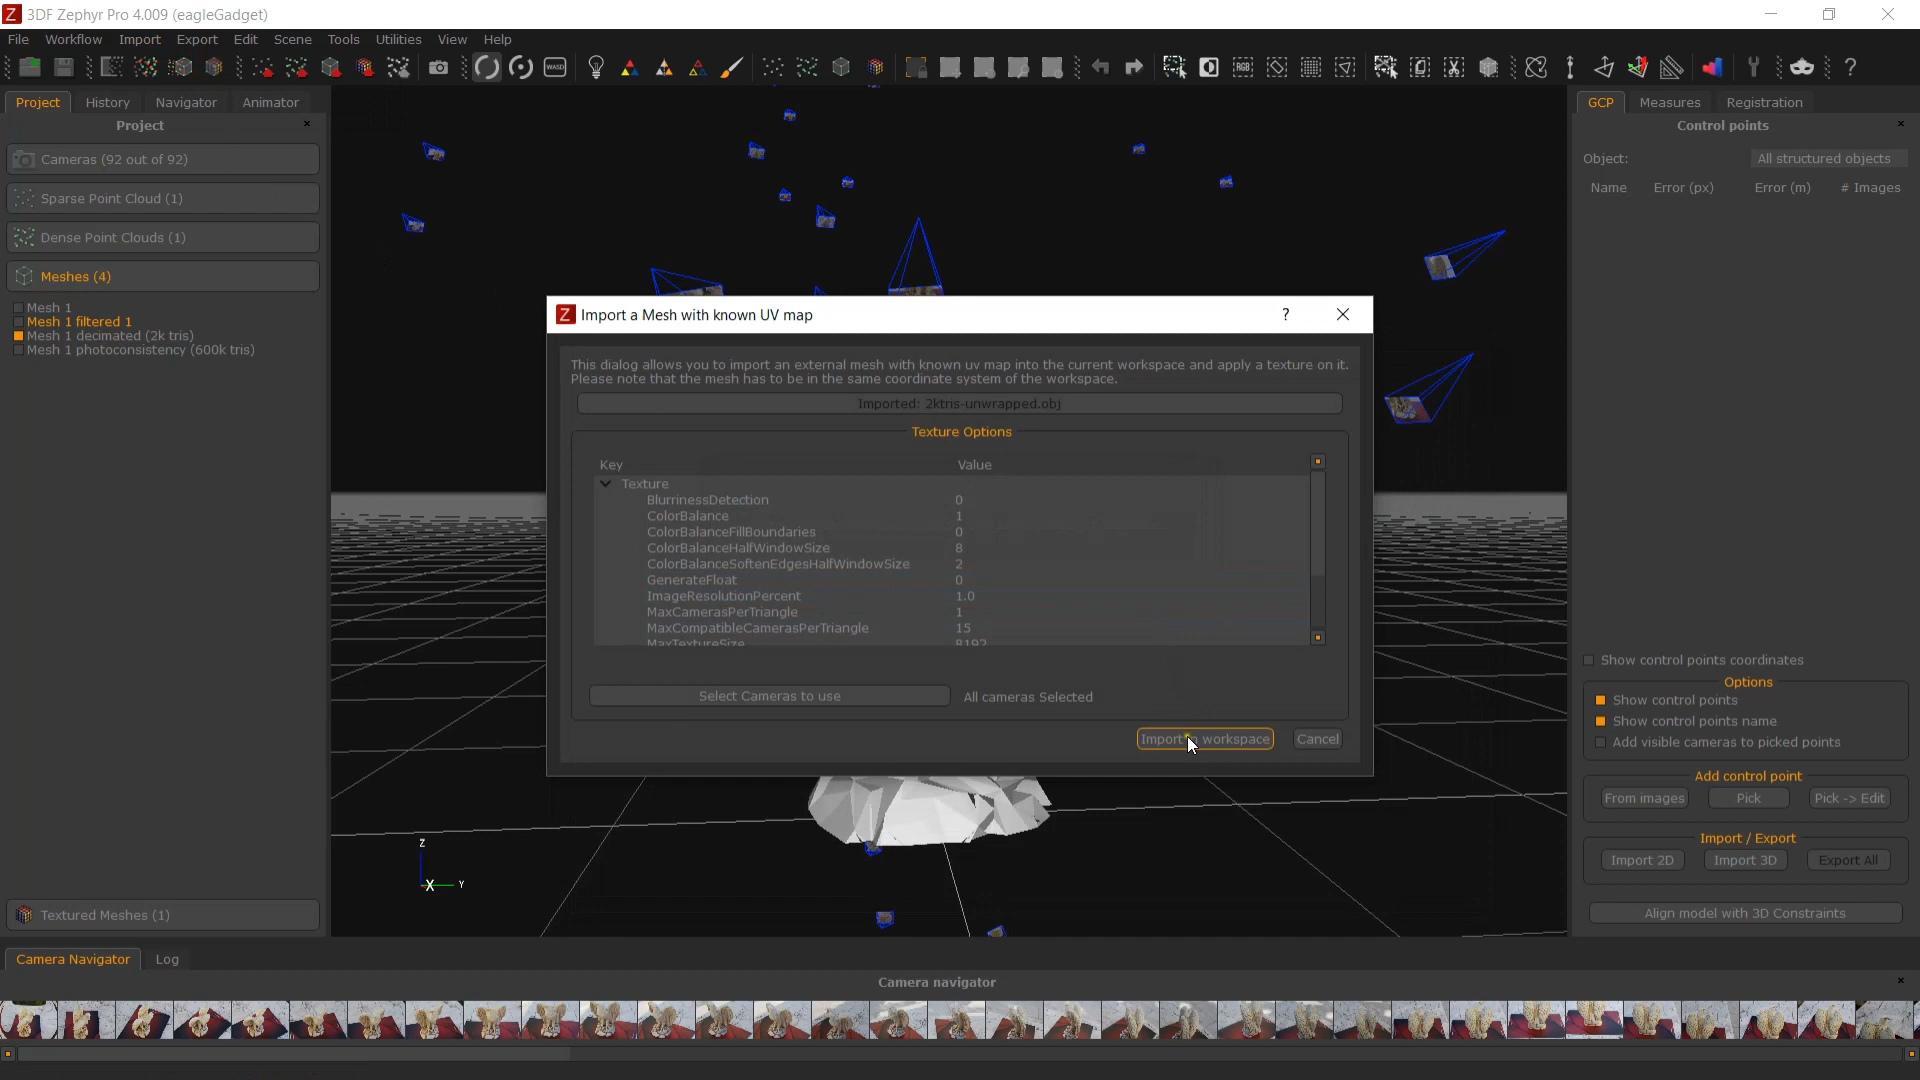 3DF Zephyr Pro 4.009 (eagleGadget)
File Workflow Import Export Edit Scene Tools Utilities View Help
WASD
RGB
Project History Navigator Animator
Project
Cameras (92 out of 92)
Sparse Point Cloud (1)
Dense Point Clouds (1)
Meshes (4)
Mesh 1
Mesh 1 filtered 1
Mesh 1 decimated (2k tris)
Mesh 1 photoconsistency (600k tris)
Textured Meshes (1)
Z
X Y
Import a Mesh with known UV map
This dialog allows you to import an external mesh with known uv map into the current workspace and apply a texture on it.
Please note that the mesh has to be in the same coordinate system of the workspace.
Imported: 2ktris-unwrapped.obj
Texture Options
Key Value
Texture
BlurrinessDetection 0
ColorBalance 1
ColorBalanceFillBoundaries 0
ColorBalanceHalfWindowSize 8
ColorBalanceSoftenEdgesHalfWindowSize 2
GenerateFloat 0
ImageResolutionPercent 1.0
MaxCamerasPerTriangle 1
MaxCompatibleCamerasPerTriangle 15
MaxTextureSize 8192
Select Cameras to use All cameras Selected
Import in workspace Cancel
GCP Measures Registration
Control points
Object: All structured objects
Name Error (px) Error (m) # Images
Show control points coordinates
Options
Show control points
Show control points name
Add visible cameras to picked points
Add control point
From images Pick Pick -> Edit
Import / Export
Import 2D Import 3D Export All
Align model with 3D Constraints
Camera Navigator Log
Camera navigator